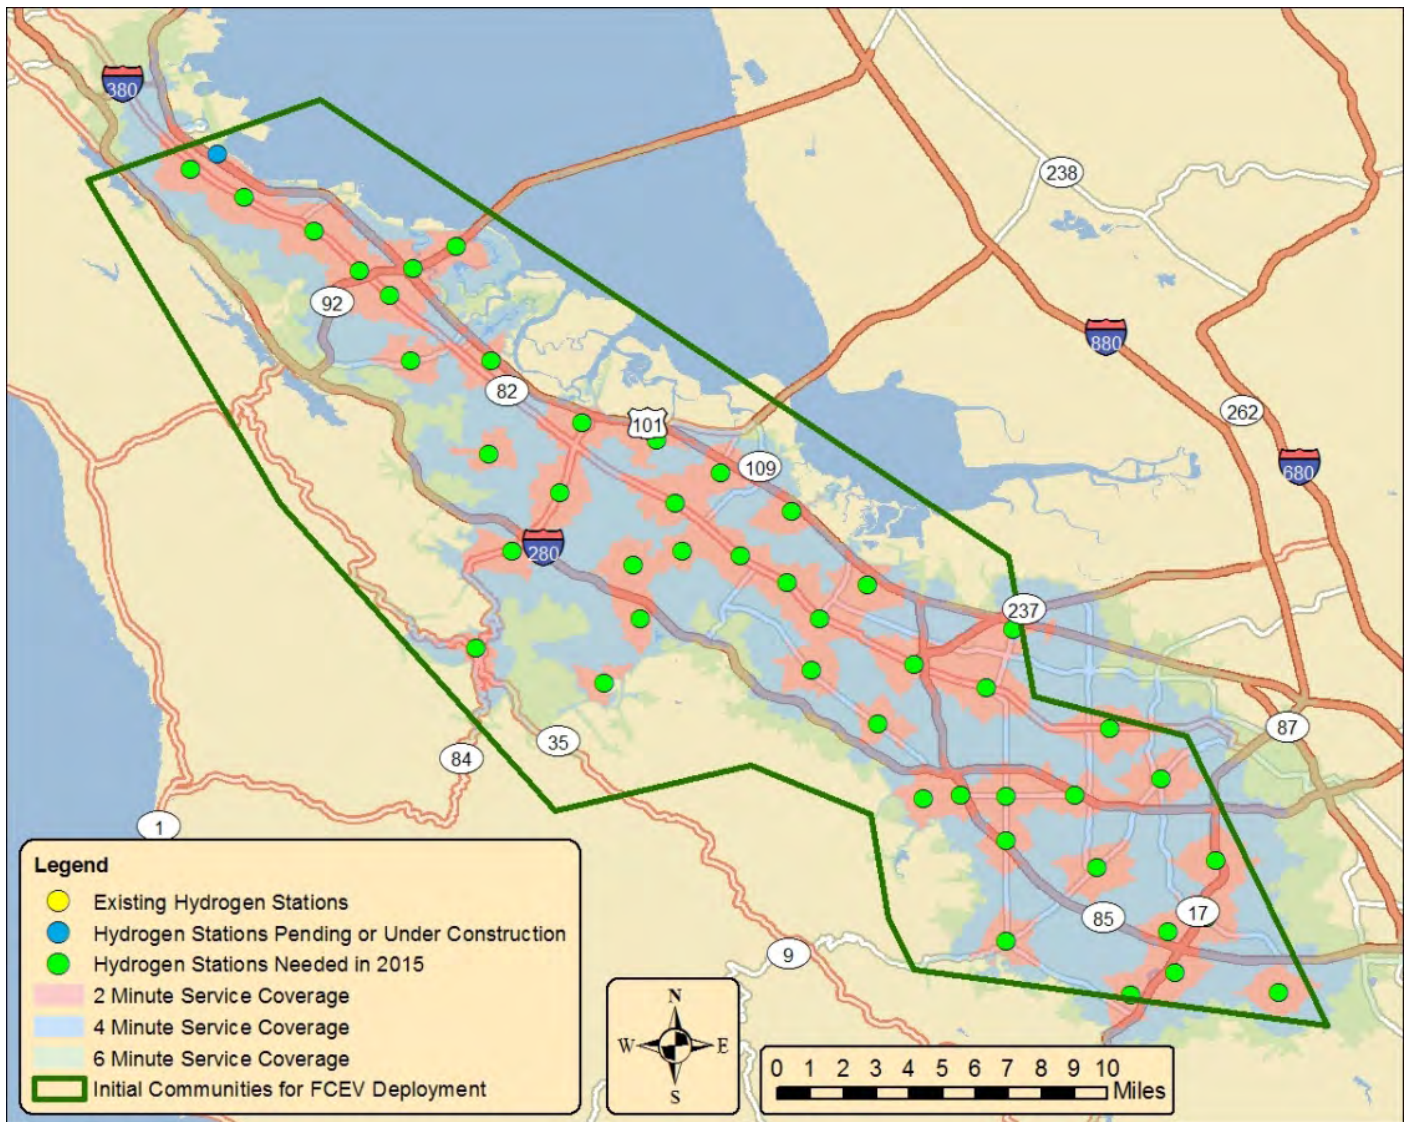 380
238
92
880
82
262
101
109
680
280
237
87
35
84
1
Legend
Existing Hydrogen Stations
Hydrogen Stations Pending or Under Construction
Hydrogen Stations Needed in 2015
2 Minute Service Coverage
4 Minute Service Coverage
6 Minute Service Coverage
Initial Communities for FCEV Deployment
85
17
9
N
W E
S
0 1 2 3 4 5 6 7 8 9 10
Miles